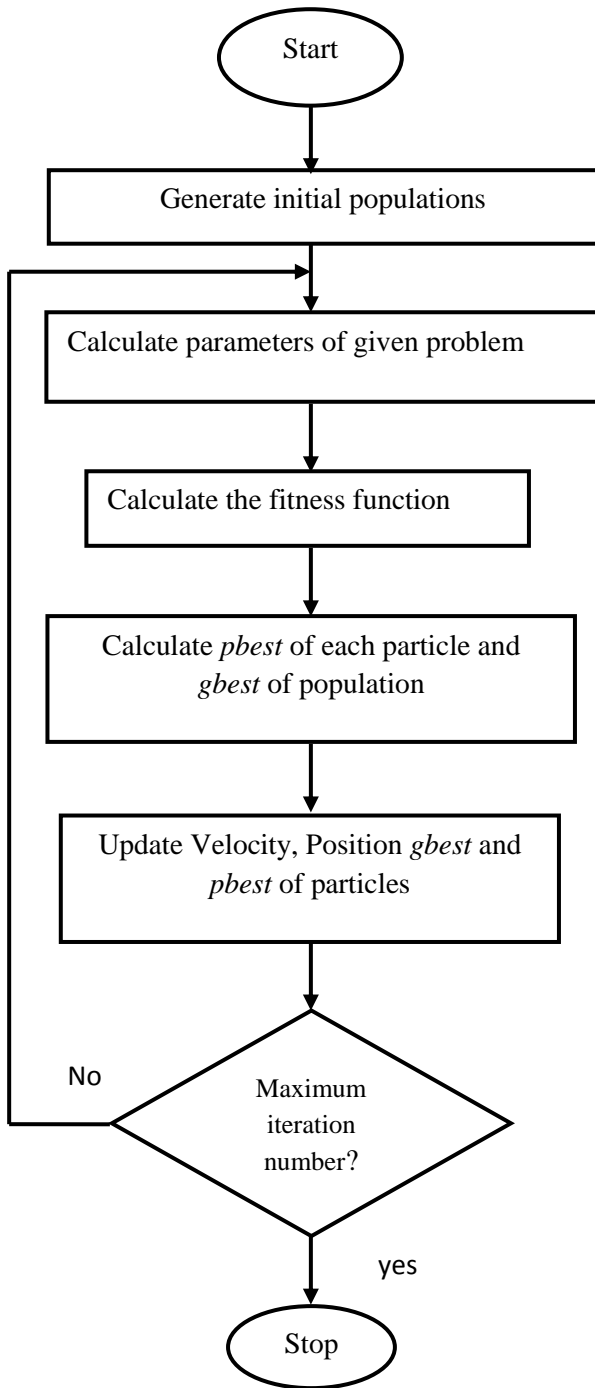 Start
Generate initial populations
Calculate parameters of given problem
Calculate the fitness function
Calculate pbest of each particle and
gbest of population
Update Velocity, Position gbest and
pbest of particles
No
Maximum
iteration
number?
yes
Stop